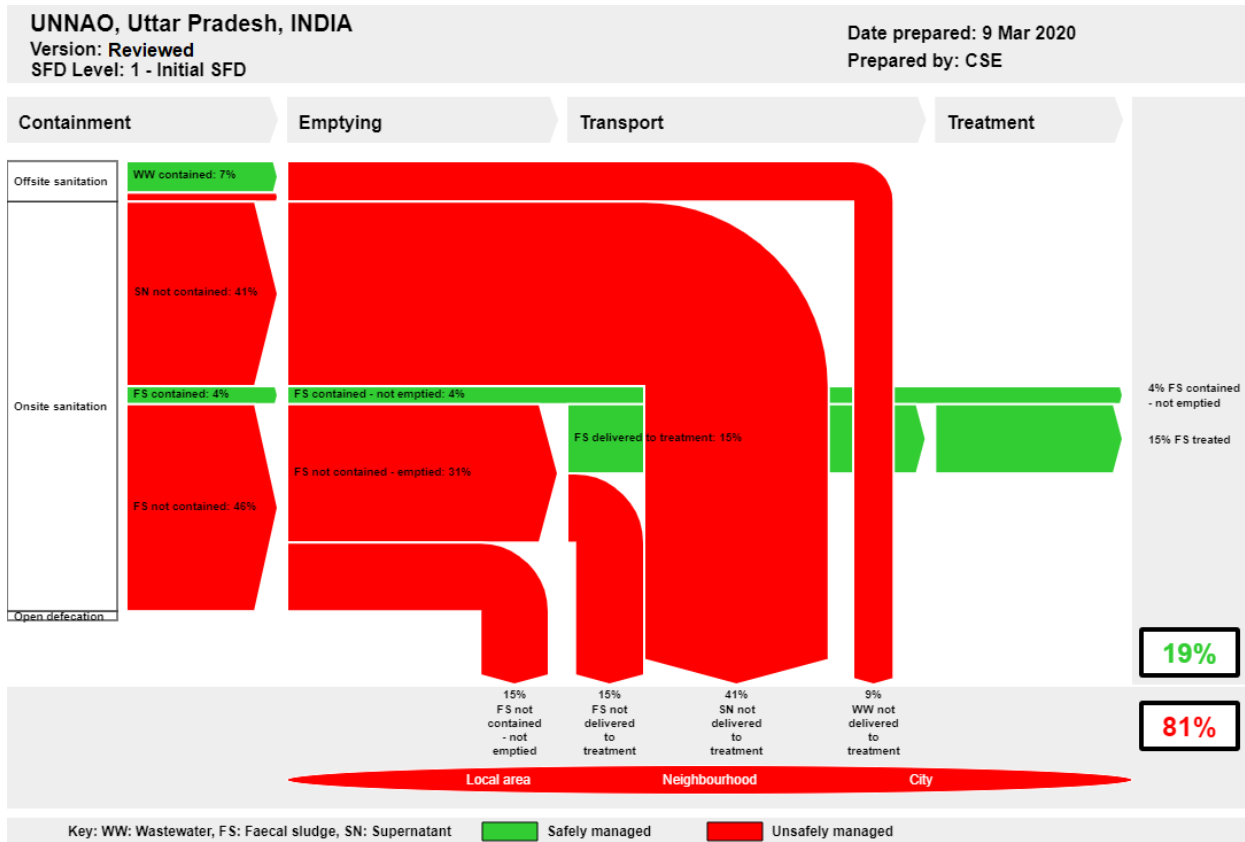 UNNAO, Uttar Pradesh, INDIA
Version: Reviewed
SFD Level: 1 - Initial SFD
Date prepared: 9 Mar 2020
Prepared by: CSE
Containment
Emptying
Transport
Treatment
Offsite sanitation
WW contained: 7%
SN not contained: 41%
Onsite sanitation
FS contained: 4%
FS contained - not emptied: 4%
FS delivered to treatment: 15%
FS not contained - emptied: 31%
FS not contained: 46%
Open defecation
4% FS contained
- not emptied
15% FS treated
19%
15%
FS not
contained
- not
emptied
15%
FS not
delivered
to
treatment
41%
SN not
delivered
to
treatment
9%
WW not
delivered
to
treatment
81%
Local area
Neighbourhood
City
Key: WW: Wastewater, FS: Faecal sludge, SN: Supernatant
Safely managed
Unsafely managed